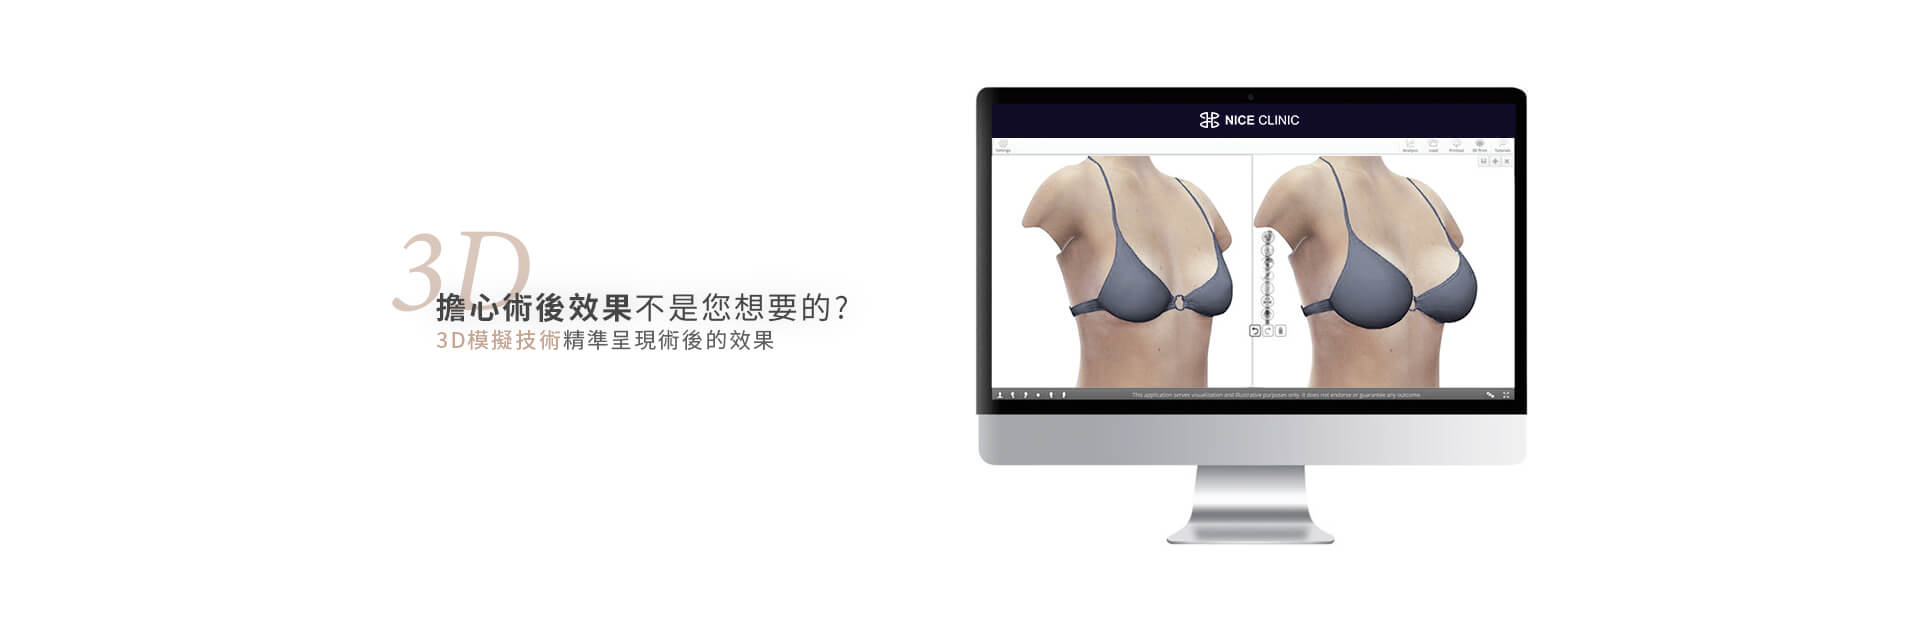 3D
擔心術後效果不是您想要的?
3D模擬技術精準呈現術後的效果
NICE CLINIC
Settings
Analysis Load Printout 3D Print Tutorials
This application serves visualization and illustrative purposes only. It does not endorse or guarantee any outcome.